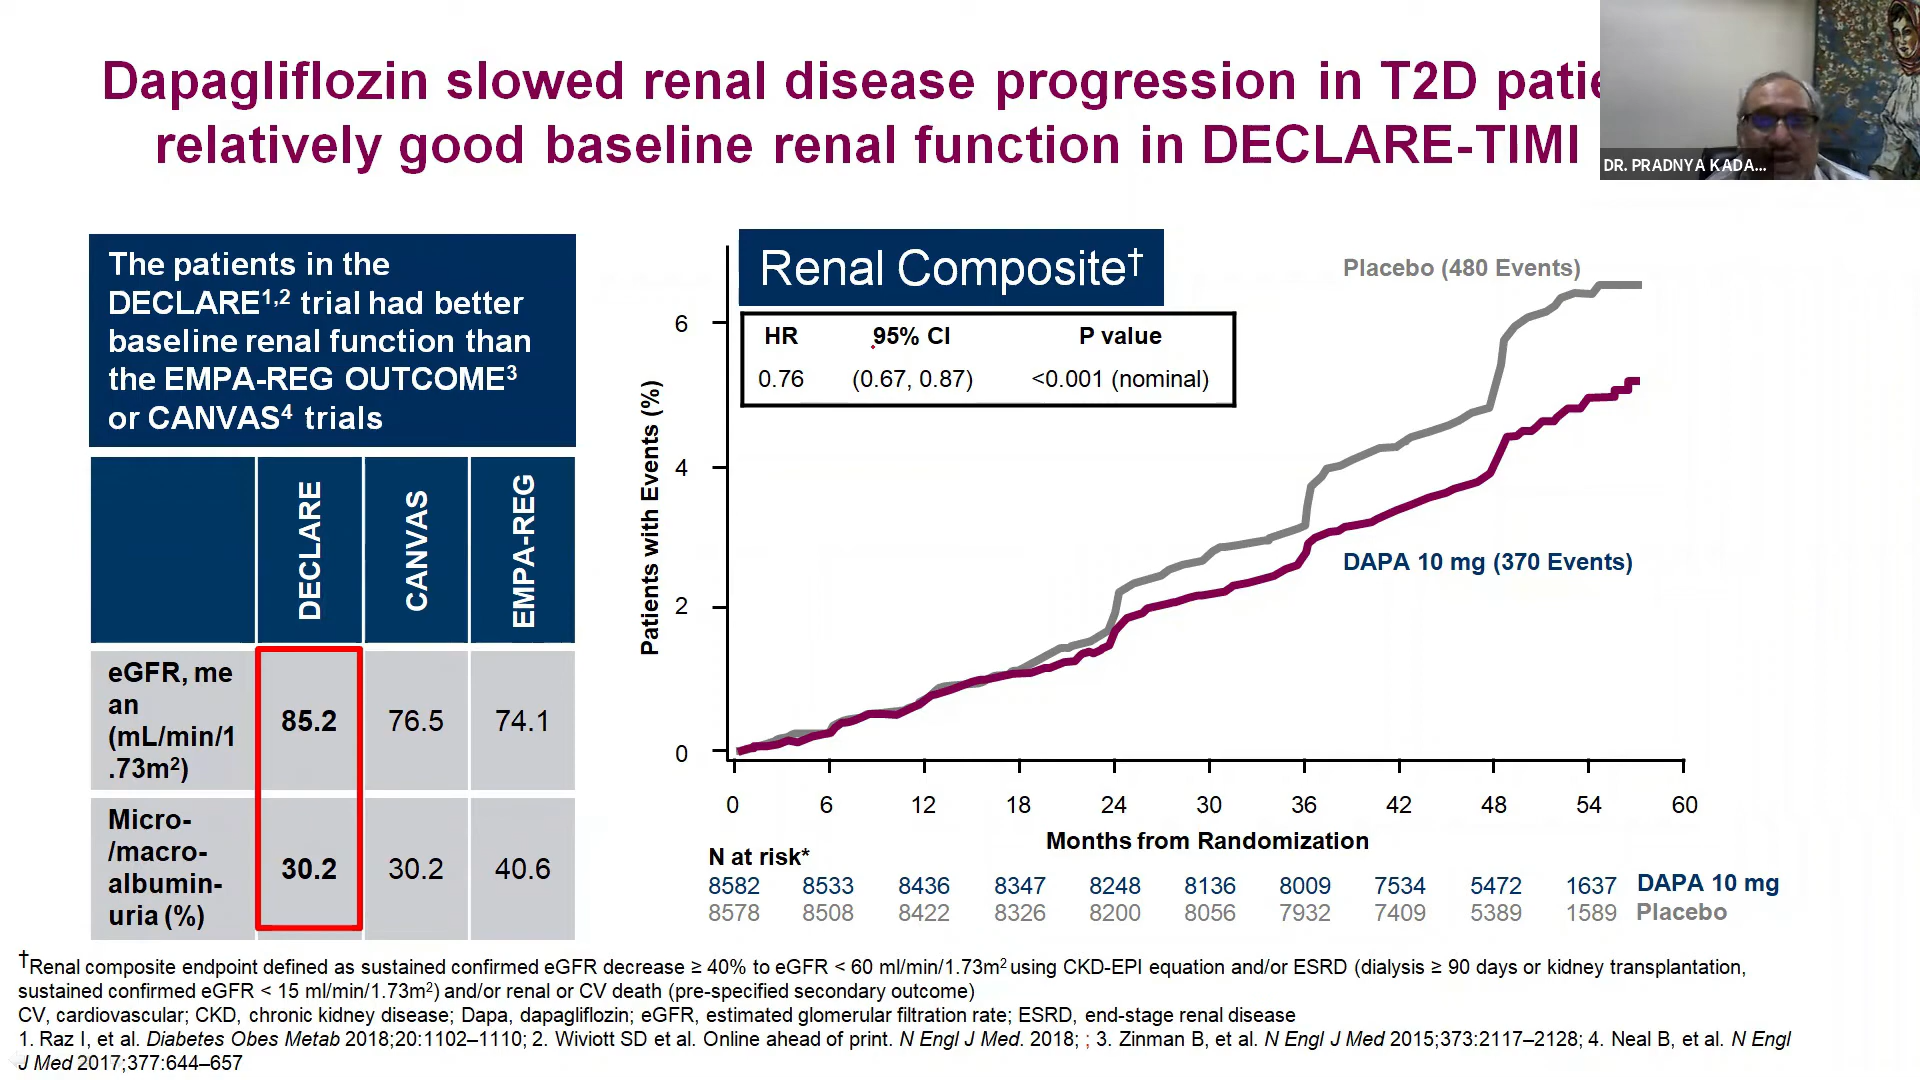 Dapagliflozin slowed renal disease progression in T2D patie
relatively good baseline renal function in DECLARE-TIMI
DR. PRADNYA KADA...
The patients in the
DECLARE¹,² trial had better
baseline renal function than
the EMPA-REG OUTCOME³
or CANVAS⁴ trials
DECLARE CANVAS EMPA-REG
eGFR, me
an
(mL/min/1
.73m²)
85.2 76.5 74.1
Micro-
/macro-
albumin-
uria (%)
30.2 30.2 40.6
Renal Composite†
HR 95% CI P value
0.76 (0.67, 0.87) <0.001 (nominal)
Placebo (480 Events)
DAPA 10 mg (370 Events)
Patients with Events (%)
6
4
2
0
0 6 12 18 24 30 36 42 48 54 60
Months from Randomization
N at risk*
8582 8533 8436 8347 8248 8136 8009 7534 5472 1637 DAPA 10 mg
8578 8508 8422 8326 8200 8056 7932 7409 5389 1589 Placebo
†Renal composite endpoint defined as sustained confirmed eGFR decrease ≥ 40% to eGFR < 60 ml/min/1.73m² using CKD-EPI equation and/or ESRD (dialysis ≥ 90 days or kidney transplantation,
sustained confirmed eGFR < 15 ml/min/1.73m²) and/or renal or CV death (pre-specified secondary outcome)
CV, cardiovascular; CKD, chronic kidney disease; Dapa, dapagliflozin; eGFR, estimated glomerular filtration rate; ESRD, end-stage renal disease
1. Raz I, et al. Diabetes Obes Metab 2018;20:1102–1110; 2. Wiviott SD et al. Online ahead of print. N Engl J Med. 2018; ; 3. Zinman B, et al. N Engl J Med 2015;373:2117–2128; 4. Neal B, et al. N Engl
J Med 2017;377:644–657